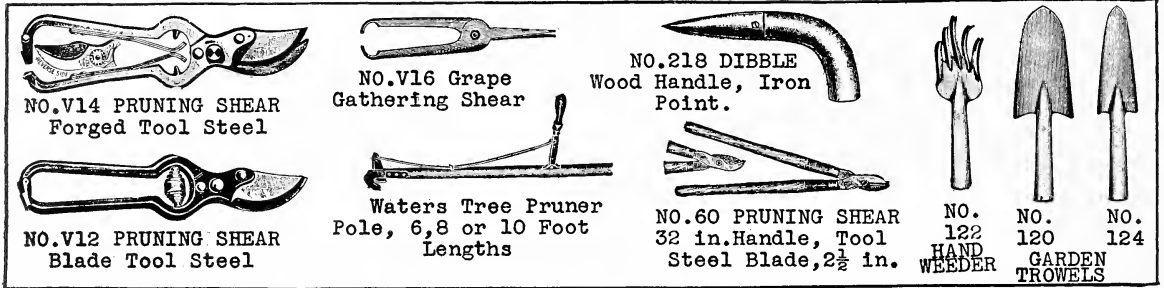 REVERSE SIDE
NO.V14 PRUNING SHEAR
Forged Tool Steel
NO.V12 PRUNING SHEAR
Blade Tool Steel
NO.V16 Grape
Gathering Shear
Waters Tree Pruner
Pole, 6,8 or 10 Foot
Lengths
NO.218 DIBBLE
Wood Handle, Iron
Point.
NO.60 PRUNING SHEAR
32 in.Handle, Tool
Steel Blade,2½ in.
NO.
122
HAND
WEEDER
NO.
120
NO.
124
GARDEN
TROWELS